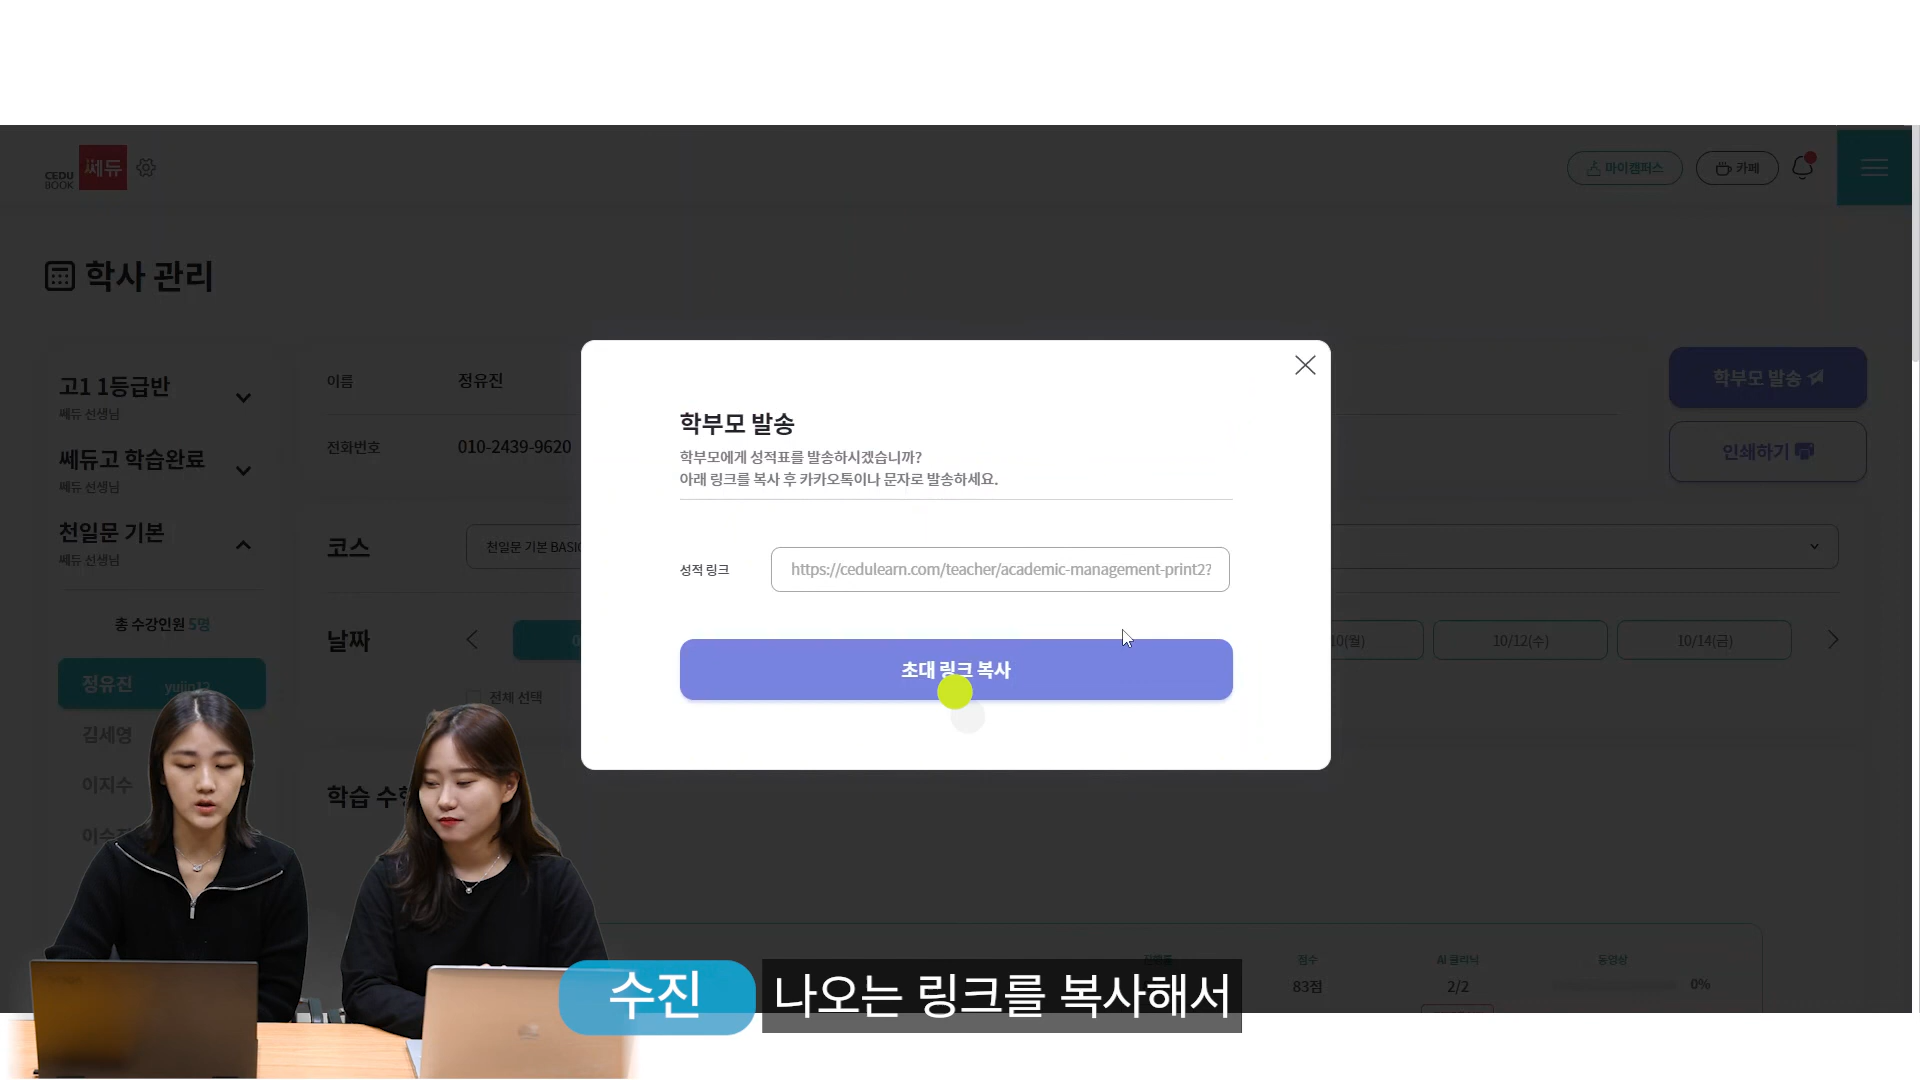 CEDU
BOOK
쎄듀
마이캠퍼스
카페
학사 관리
고1 1등급반
쎄듀 선생님
쎄듀고 학습완료
쎄듀 선생님
천일문 기본
쎄듀 선생님
총 수강인원 5명
정유진 yujin12
김세영
이지수
이름 정유진
전화번호 010-2439-9620
학부모 발송
인쇄하기
코스
천일문 기본 BASIC
날짜
10/12(수)
10/14(금)
전체 선택
학습 수행
학부모 발송
학부모에게 성적표를 발송하시겠습니까?
아래 링크를 복사 후 카카오톡이나 문자로 발송하세요.
성적 링크
https://cedulearn.com/teacher/academic-management-print2?
초대 링크 복사
점수
AI 클리닉
동영상
83점
2/2
0%
수진
나오는 링크를 복사해서